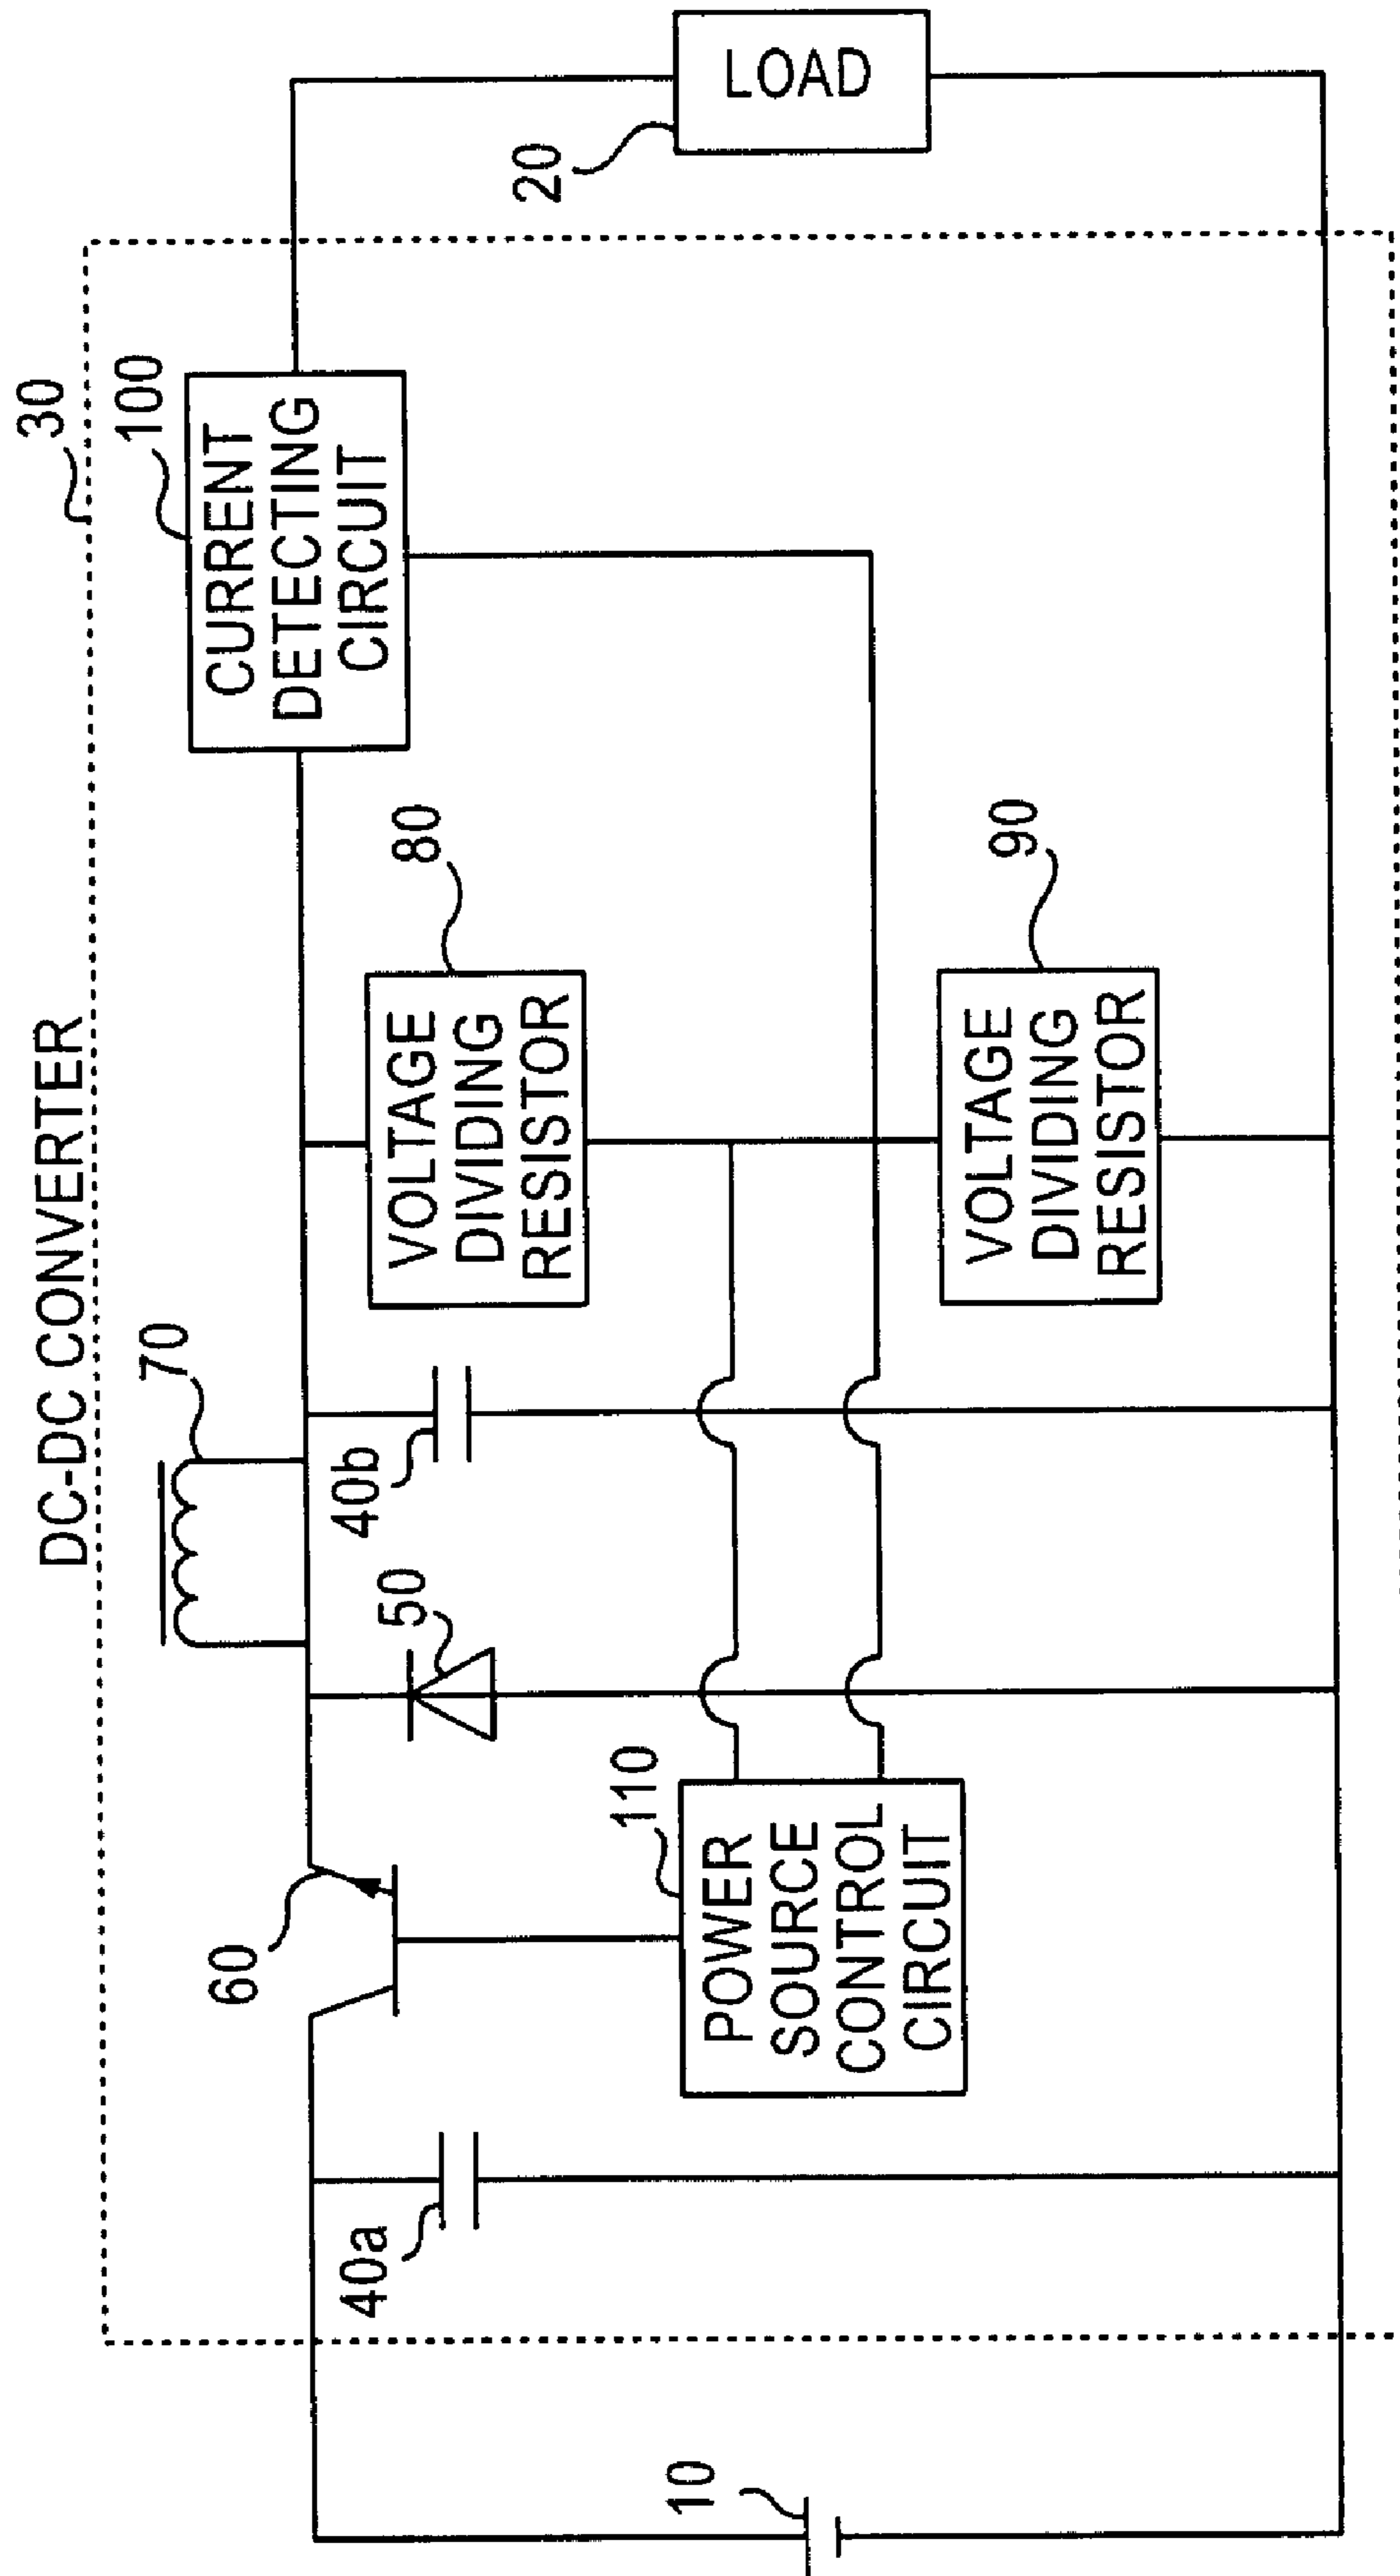 DC-DC CONVERTER
30
10
40a
60
110
POWER
SOURCE
CONTROL
CIRCUIT
50
70
40b
80
VOLTAGE
DIVIDING
RESISTOR
90
VOLTAGE
DIVIDING
RESISTOR
100
CURRENT
DETECTING
CIRCUIT
20
LOAD